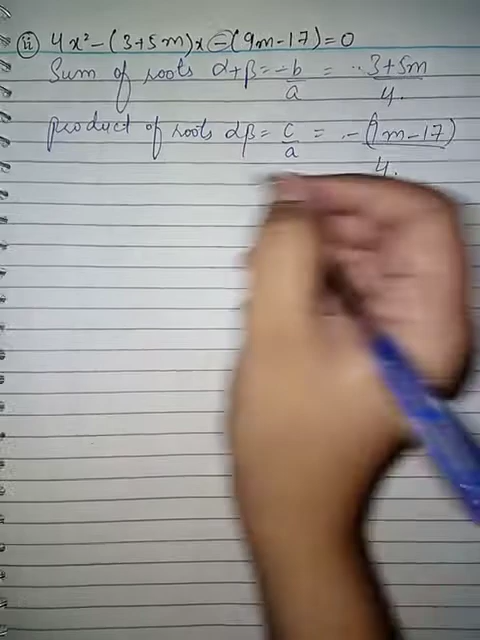 (ii) 4x² - (3+5m)x - (9m-17) = 0
Sum of roots α+β = -b/a = 3+5m/4.
product of roots αβ = c/a = -(9m-17)/4.